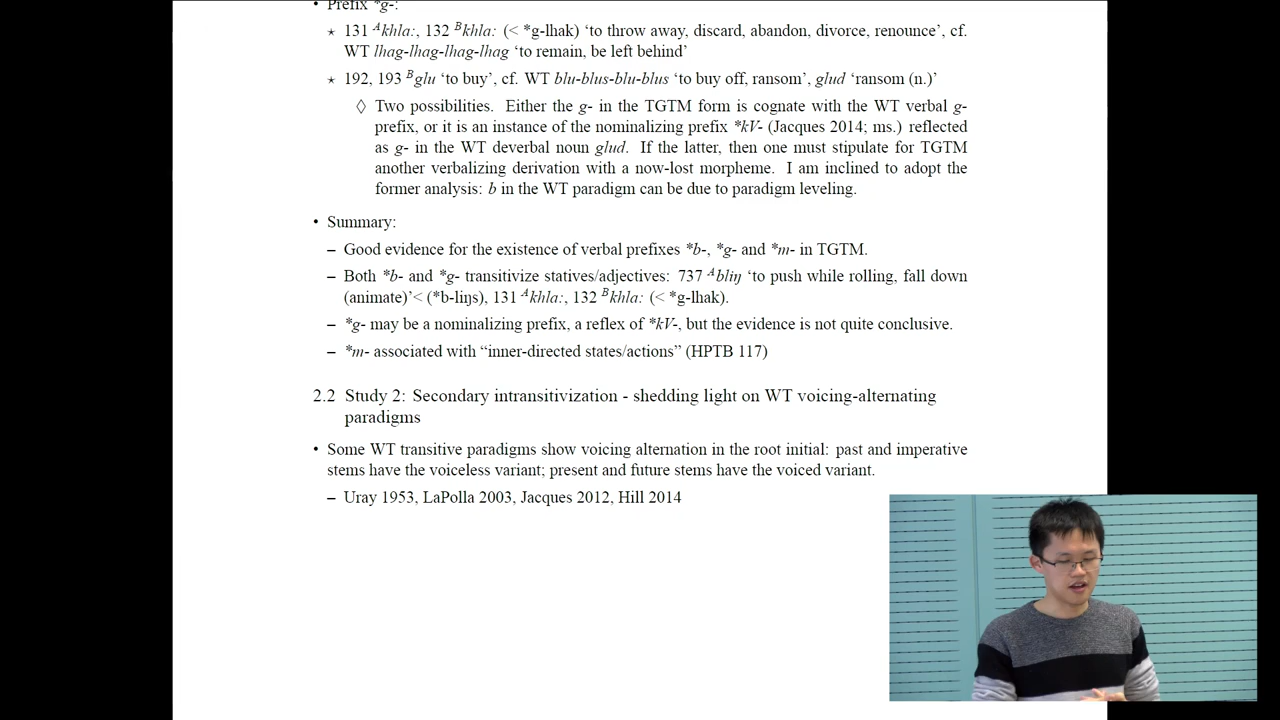 • Prefix *g-:
⋆ 131 ᴬkhla:, 132 ᴮkhla: (< *g-lhak) ‘to throw away, discard, abandon, divorce, renounce’, cf.
WT lhag-lhag-lhag-lhag ‘to remain, be left behind’
⋆ 192, 193 ᴮglu ‘to buy’, cf. WT blu-blus-blu-blus ‘to buy off, ransom’, glud ‘ransom (n.)’
◊ Two possibilities. Either the g- in the TGTM form is cognate with the WT verbal g-
prefix, or it is an instance of the nominalizing prefix *kV- (Jacques 2014; ms.) reflected
as g- in the WT deverbal noun glud. If the latter, then one must stipulate for TGTM
another verbalizing derivation with a now-lost morpheme. I am inclined to adopt the
former analysis: b in the WT paradigm can be due to paradigm leveling.
• Summary:
– Good evidence for the existence of verbal prefixes *b-, *g- and *m- in TGTM.
– Both *b- and *g- transitivize statives/adjectives: 737 ᴬbliŋ ‘to push while rolling, fall down
(animate)’< (*b-liŋs), 131 ᴬkhla:, 132 ᴮkhla: (< *g-lhak).
– *g- may be a nominalizing prefix, a reflex of *kV-, but the evidence is not quite conclusive.
– *m- associated with “inner-directed states/actions” (HPTB 117)
2.2 Study 2: Secondary intransitivization - shedding light on WT voicing-alternating
paradigms
• Some WT transitive paradigms show voicing alternation in the root initial: past and imperative
stems have the voiceless variant; present and future stems have the voiced variant.
– Uray 1953, LaPolla 2003, Jacques 2012, Hill 2014